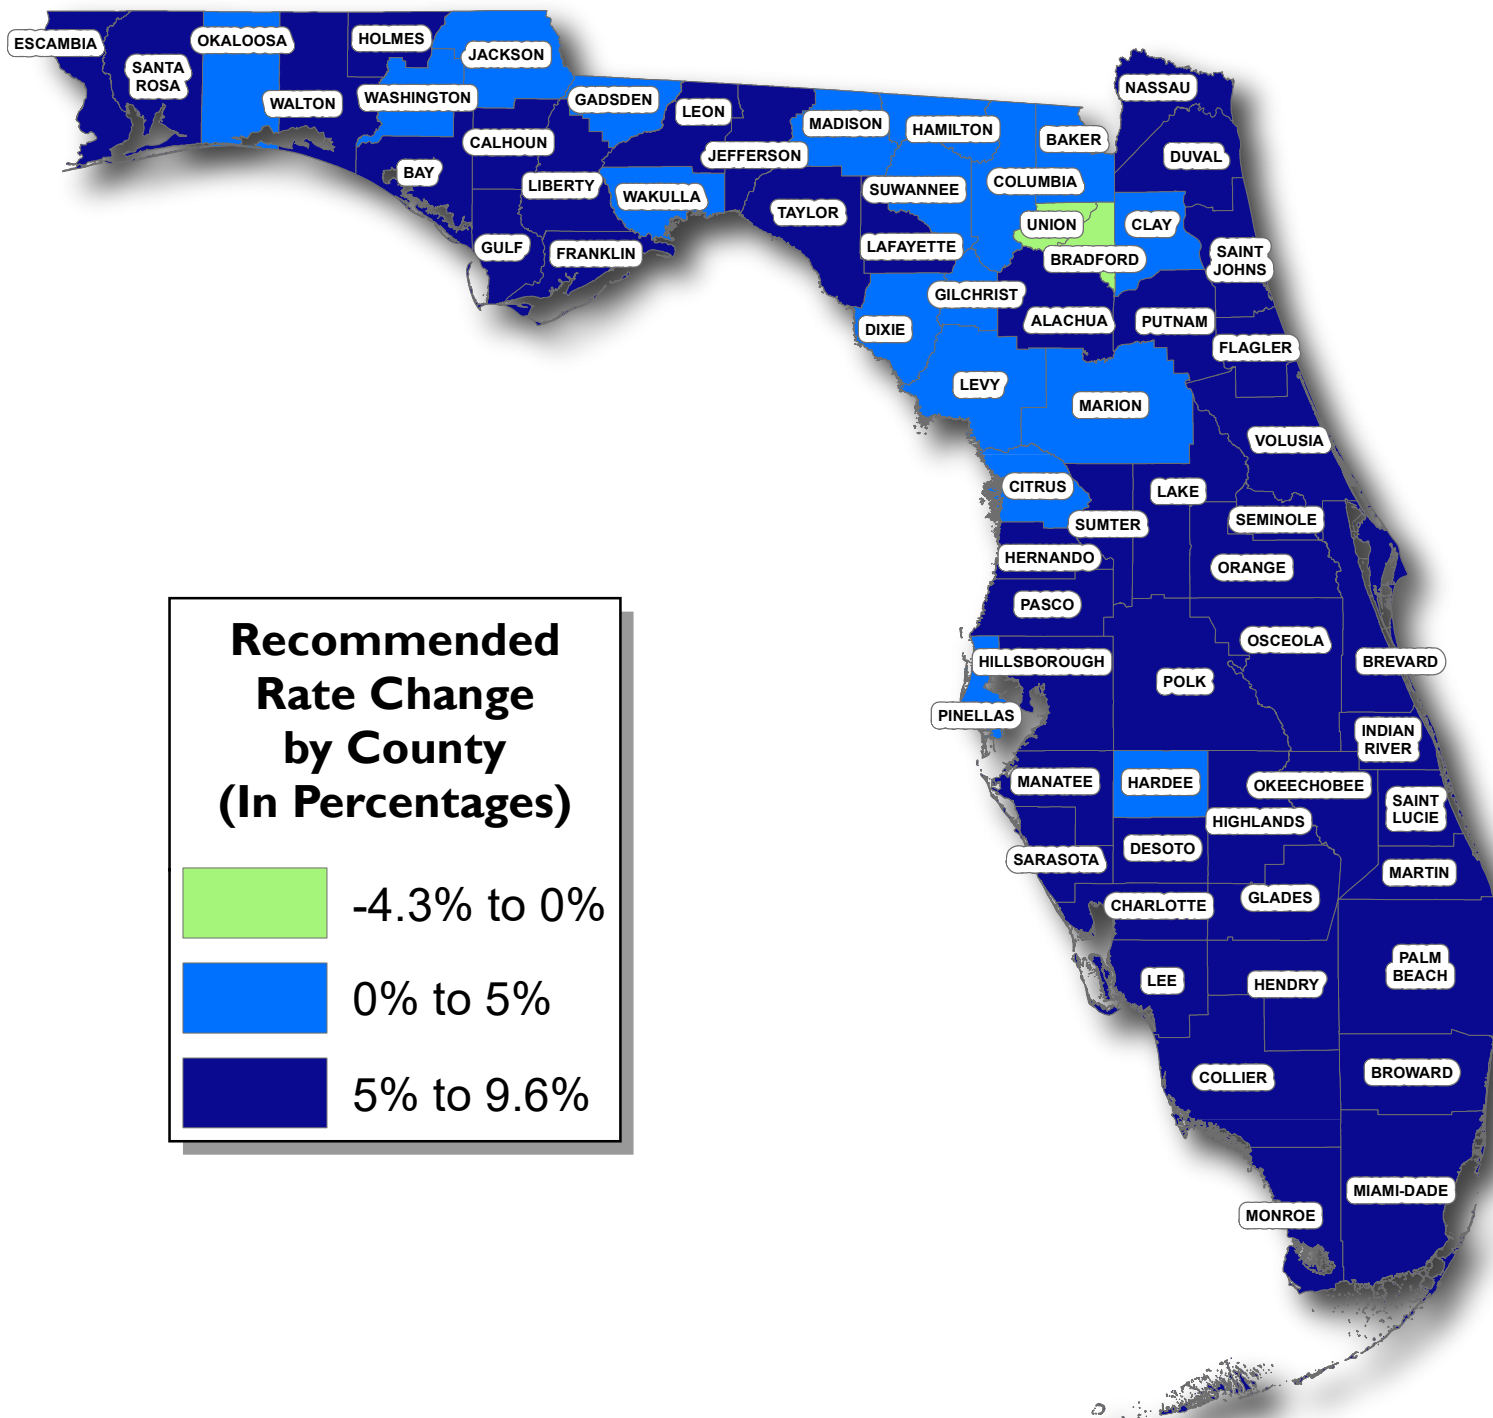 ESCAMBIA
SANTA
ROSA
OKALOOSA
WALTON
HOLMES
WASHINGTON
JACKSON
BAY
CALHOUN
GULF
LIBERTY
FRANKLIN
GADSDEN
LEON
WAKULLA
JEFFERSON
MADISON
TAYLOR
HAMILTON
SUWANNEE
LAFAYETTE
COLUMBIA
BAKER
NASSAU
DUVAL
UNION
BRADFORD
CLAY
SAINT
JOHNS
GILCHRIST
DIXIE
ALACHUA
PUTNAM
FLAGLER
LEVY
MARION
VOLUSIA
CITRUS
SUMTER
LAKE
SEMINOLE
HERNANDO
ORANGE
PASCO
OSCEOLA
BREVARD
HILLSBOROUGH
POLK
PINELLAS
INDIAN
RIVER
MANATEE
HARDEE
OKEECHOBEE
SAINT
LUCIE
HIGHLANDS
DESOTO
SARASOTA
MARTIN
CHARLOTTE
GLADES
PALM
BEACH
LEE
HENDRY
COLLIER
BROWARD
MIAMI-DADE
MONROE
Recommended
Rate Change
by County
(In Percentages)
-4.3% to 0%
0% to 5%
5% to 9.6%